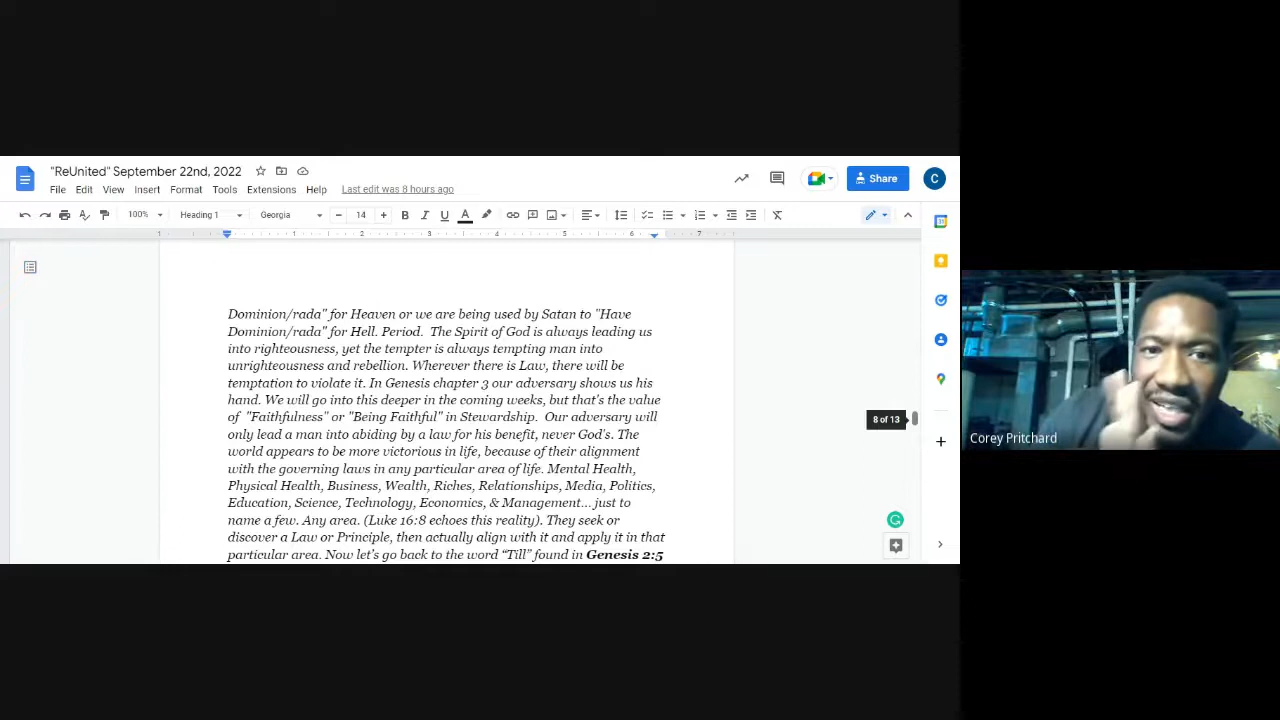 "ReUnited" September 22nd, 2022
File Edit View Insert Format Tools Extensions Help Last edit was 8 hours ago
Share
C
100% Heading 1 Georgia 14 B I U A
1 1 2 3 4 5 6 7
Dominion/rada" for Heaven or we are being used by Satan to "Have
Dominion/rada" for Hell. Period.  The Spirit of God is always leading us
into righteousness, yet the tempter is always tempting man into
unrighteousness and rebellion. Wherever there is Law, there will be
temptation to violate it. In Genesis chapter 3 our adversary shows us his
hand. We will go into this deeper in the coming weeks, but that's the value
of  "Faithfulness" or "Being Faithful" in Stewardship.  Our adversary will
only lead a man into abiding by a law for his benefit, never God's. The
world appears to be more victorious in life, because of their alignment
with the governing laws in any particular area of life. Mental Health,
Physical Health, Business, Wealth, Riches, Relationships, Media, Politics,
Education, Science, Technology, Economics, & Management... just to
name a few. Any area. (Luke 16:8 echoes this reality). They seek or
discover a Law or Principle, then actually align with it and apply it in that
particular area. Now let's go back to the word “Till” found in Genesis 2:5
8 of 13
Corey Pritchard